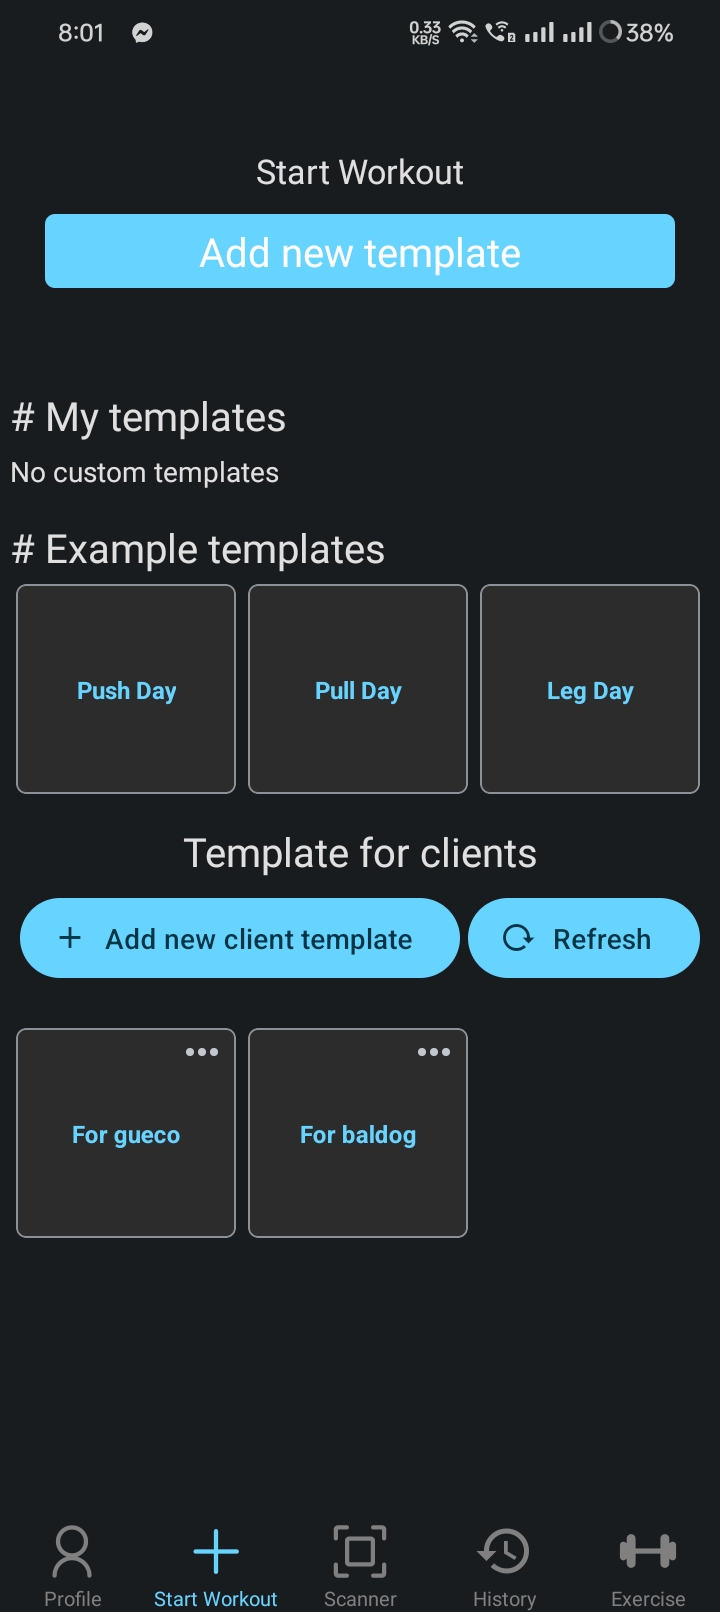 8:01
0.33
KB/S
2
38%
Start Workout
Add new template
# My templates
No custom templates
# Example templates
Push Day
Pull Day
Leg Day
Template for clients
+ Add new client template
Refresh
For gueco
For baldog
Profile
Start Workout
Scanner
History
Exercise